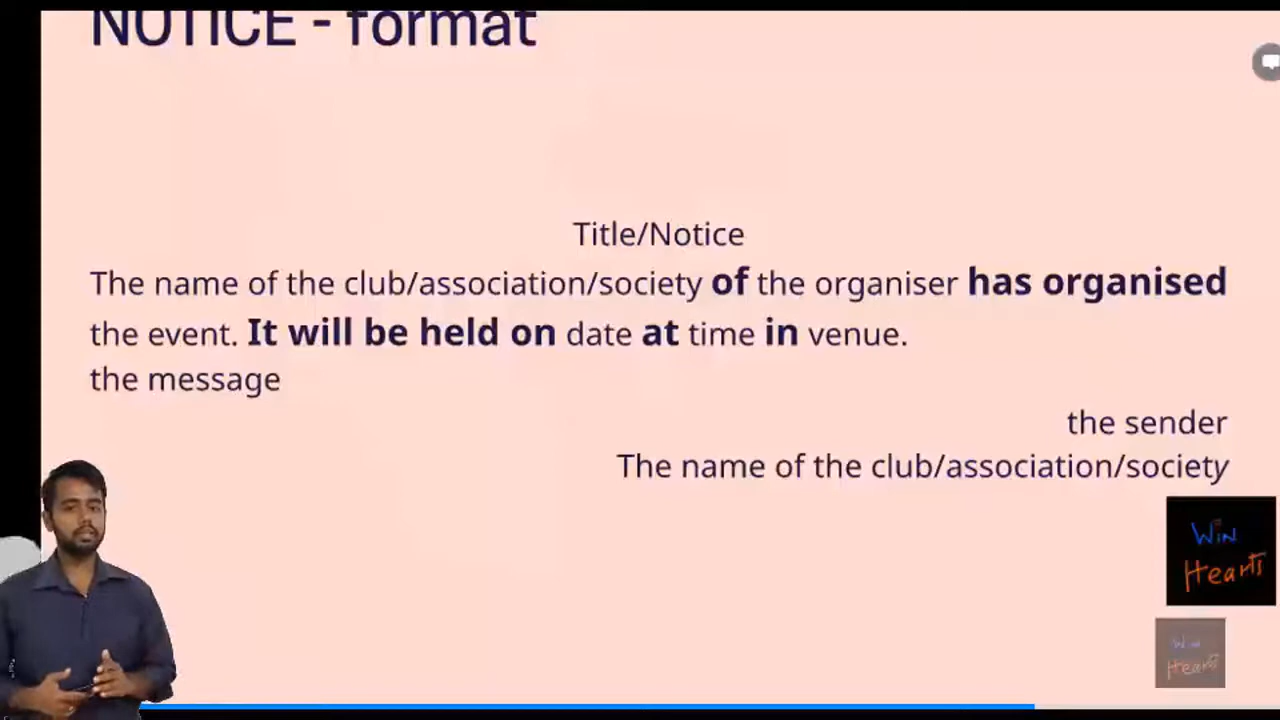 NOTICE - format
Title/Notice
The name of the club/association/society of the organiser has organised
the event. It will be held on date at time in venue.
the message
the sender
The name of the club/association/society
Win
Hearts
Win
Hearts